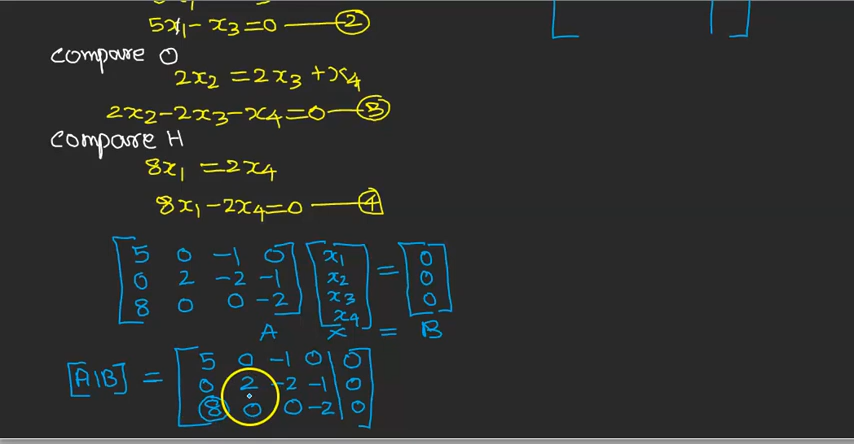 5x1 - x3 = 0 — 2
compare O
2x2 = 2x3 + x4
2x2 - 2x3 - x4 = 0 — 3
compare H
8x1 = 2x4
8x1 - 2x4 = 0 — 4
[5 0 -1 0] [x1] = [0]
[0 2 -2 -1] [x2] [0]
[8 0 0 -2] [x3] [0]
[x4]
A X = B
[A|B] = [5 0 -1 0 | 0]
[0 2 -2 -1 | 0]
[8 0 0 -2 | 0]